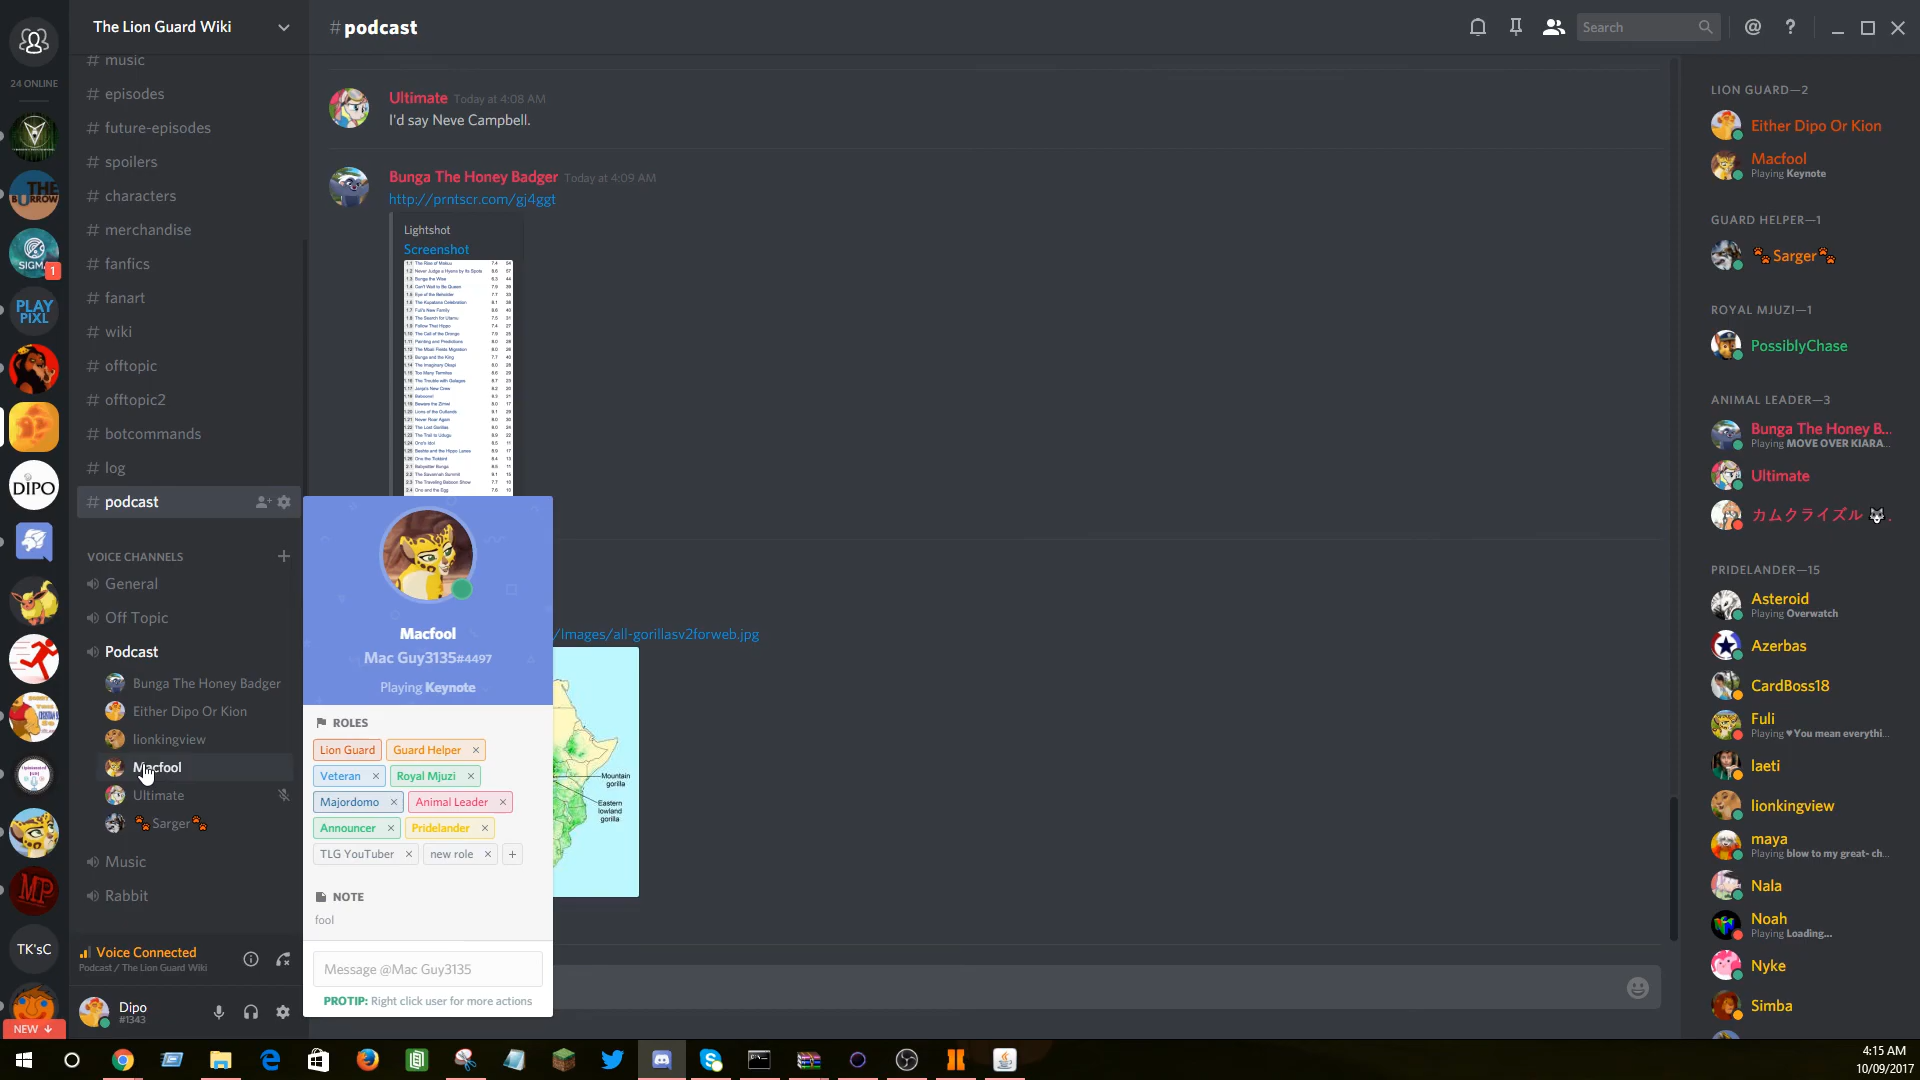 The Lion Guard Wiki
24 ONLINE
THE BURROW
SIGMA
1
PLAY
PIXL
DIPO
MP
TK'sC
NEW
# music
# episodes
# future-episodes
# spoilers
# characters
# merchandise
# fanfics
# fanart
# wiki
# offtopic
# offtopic2
# botcommands
# log
# podcast
VOICE CHANNELS
General
Off Topic
Podcast
Bunga The Honey Badger
Either Dipo Or Kion
lionkingview
Macfool
Ultimate
🐾Sarger🐾
Music
Rabbit
Voice Connected
Podcast / The Lion Guard Wiki
Dipo
#1343
#podcast
Search
Ultimate Today at 4:08 AM
I'd say Neve Campbell.
Bunga The Honey Badger Today at 4:09 AM
http://prntscr.com/gj4ggt
Lightshot
Screenshot
/Images/all-gorillasv2forweb.jpg
Mountain
gorilla
Eastern
lowland
gorilla
Macfool
Mac Guy3135#4497
Playing Keynote
ROLES
Lion Guard
Guard Helper
Veteran
Royal Mjuzi
Majordomo
Animal Leader
Announcer
Pridelander
TLG YouTuber
new role
NOTE
fool
Message @Mac Guy3135
PROTIP: Right click user for more actions
LION GUARD—2
Either Dipo Or Kion
Macfool
Playing Keynote
GUARD HELPER—1
🐾Sarger🐾
ROYAL MJUZI—1
PossiblyChase
ANIMAL LEADER—3
Bunga The Honey B...
Playing MOVE OVER KIARA...
Ultimate
カムクライズル 🐺.
PRIDELANDER—15
Asteroid
Playing Overwatch
Azerbas
CardBoss18
Fuli
Playing ♥You mean everythi...
laeti
lionkingview
maya
Playing blow to my great- ch...
Nala
Noah
Playing Loading...
Nyke
Simba
4:15 AM
10/09/2017